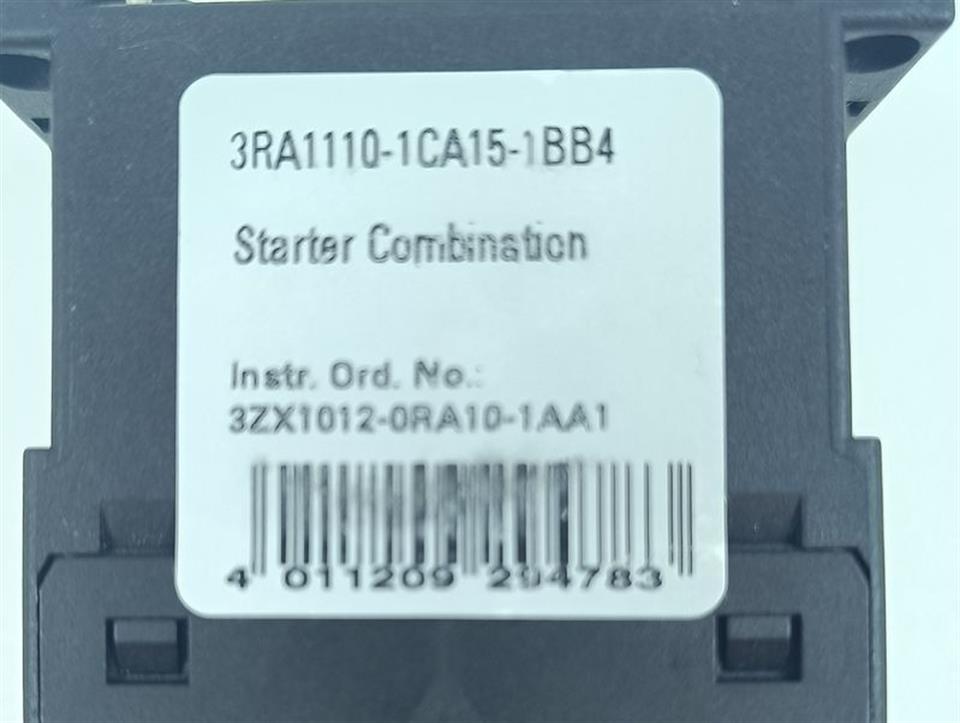 3RA1110-1CA15-1BB4
Starter Combination
Instr. Ord. No.:
3ZX1012-0RA10-1AA1
4 011209 294783